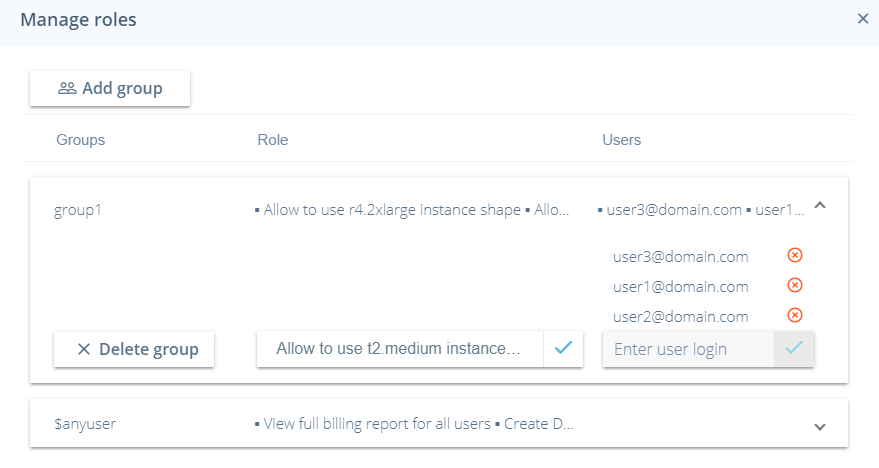 Manage roles
Add group
Groups Role Users
group1 ▪ Allow to use r4.2xlarge instance shape ▪ Allo... ▪ user3@domain.com ▪ user1...
user3@domain.com
user1@domain.com
user2@domain.com
Delete group Allow to use t2.medium instance... Enter user login
$anyuser ▪ View full billing report for all users ▪ Create D...